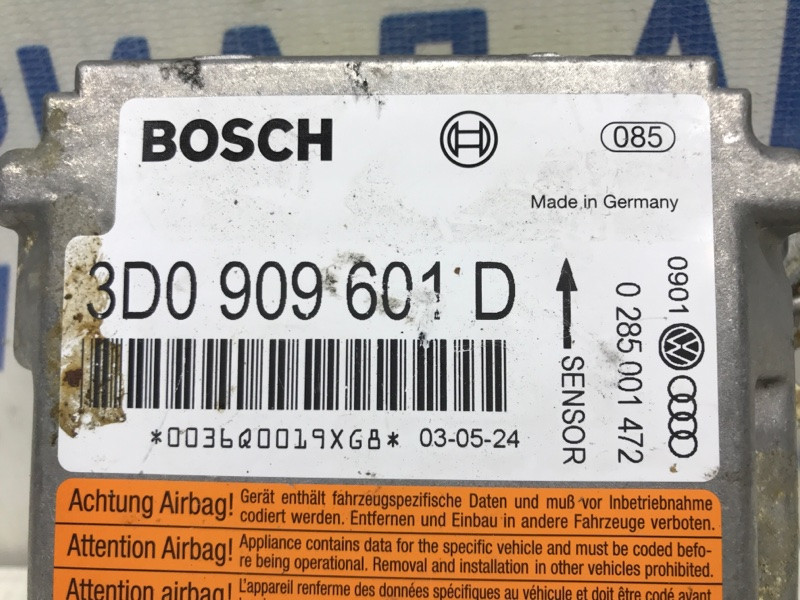 BOSCH
085
Made in Germany
3D0 909 601 D
*0036Q0019XG8*
03-05-24
SENSOR
0 285 001 472
0901
Achtung Airbag!
Gerät enthält fahrzeugspezifische Daten und muß vor Inbetriebnahme
codiert werden. Entfernen und Einbau in andere Fahrzeuge verboten.
Attention Airbag!
Appliance contains data for the specific vehicle and must be coded befo-
re being operational. Removal and installation in other vehicles prohibited.
Attention airbag!
L'appareil renferme des données spécifiques au véhicule et doit être codé avant